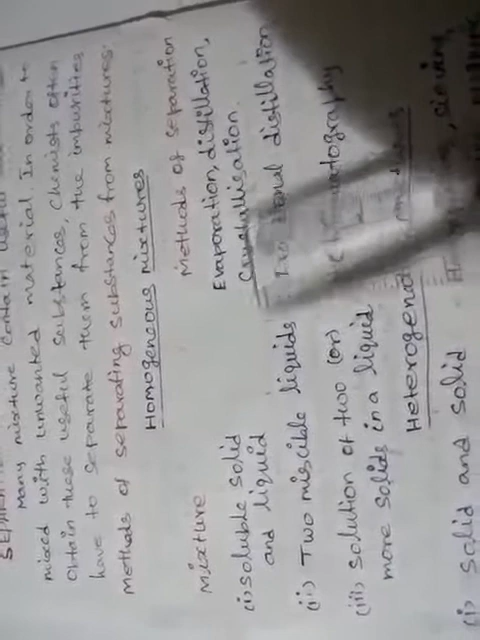 Many mixture contain useful
mixed with unwanted material. In order to
Obtain these useful substances, Chemists often
have to separate them from the impurities
Methods of separating substances from mixtures.
Homogeneous mixtures
Mixture Methods of separation
(i) soluble solid Evaporation, distillation,
and liquid Crystallisation.
(ii) Two miscible liquids distillation
(iii) solution of two (or)
more solids in a liquid
(i) solid and solid